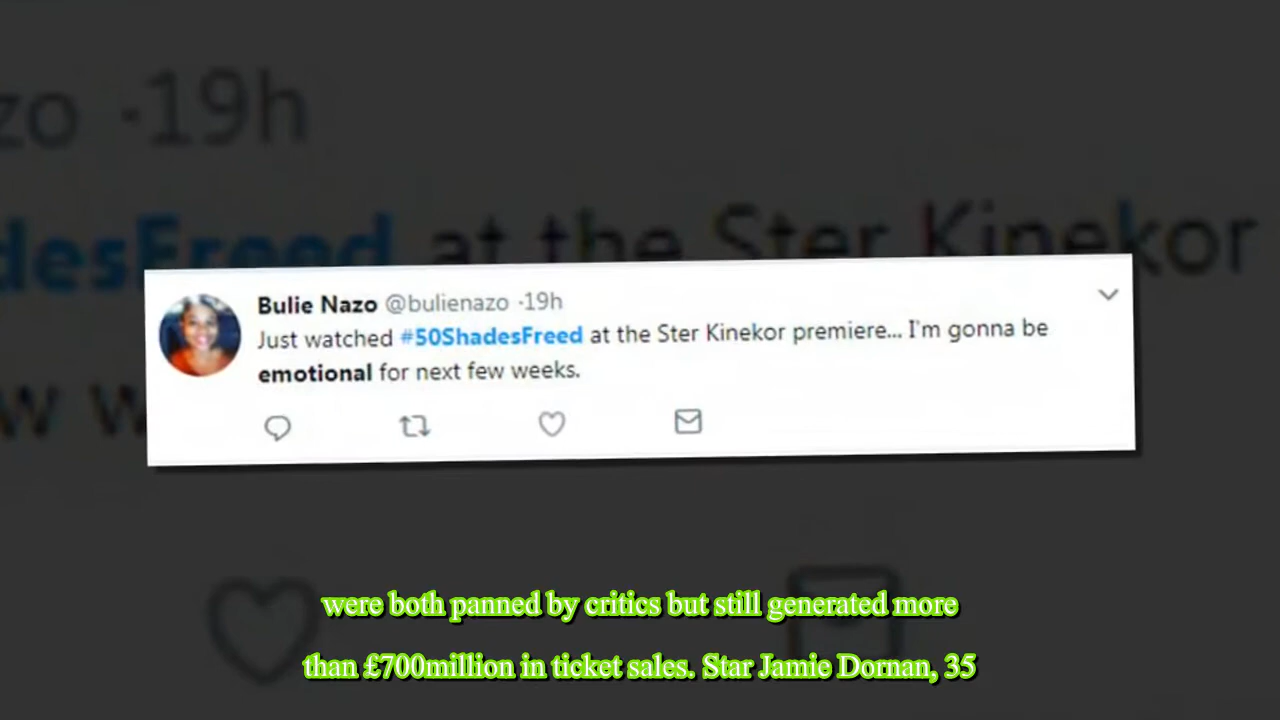 zo ·19h
desFreed at the Ster Kinekor
Bulie Nazo @bulienazo ·19h
Just watched #50ShadesFreed at the Ster Kinekor premiere... I'm gonna be
emotional for next few weeks.
were both panned by critics but still generated more
than £700million in ticket sales. Star Jamie Dornan, 35